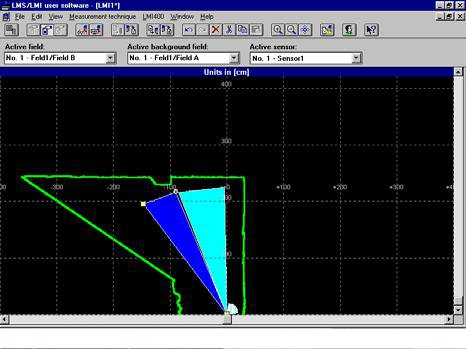 LMS/LMI user software - [LMI1*]
File Edit View Measurement technique LMI400 Window Help
Active field: Active background field: Active sensor:
No. 1 - Feld1/Field B No. 1 - Feld1/Field A No. 1 - Sensor1
Units in [cm]
400
300
-300 -200 -100 0 +100 +200 +300
200